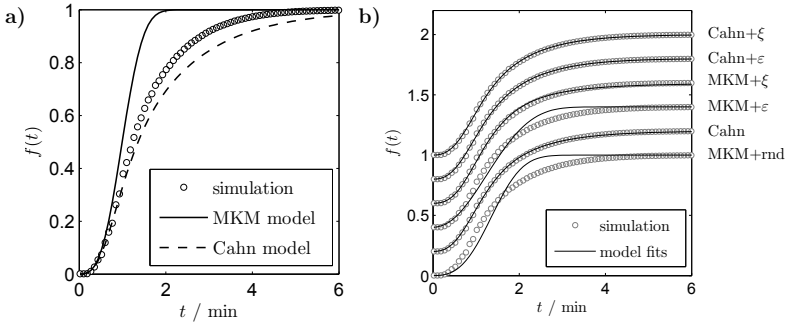 a)
f(t)
1
0.8
0.6
0.4
0.2
0
0
2
4
6
t / min
simulation
MKM model
Cahn model
b)
f(t)
2
1.5
1
0.5
0
0
2
4
6
t / min
Cahn+ξ
Cahn+ε
MKM+ξ
MKM+ε
Cahn
MKM+rnd
simulation
model fits